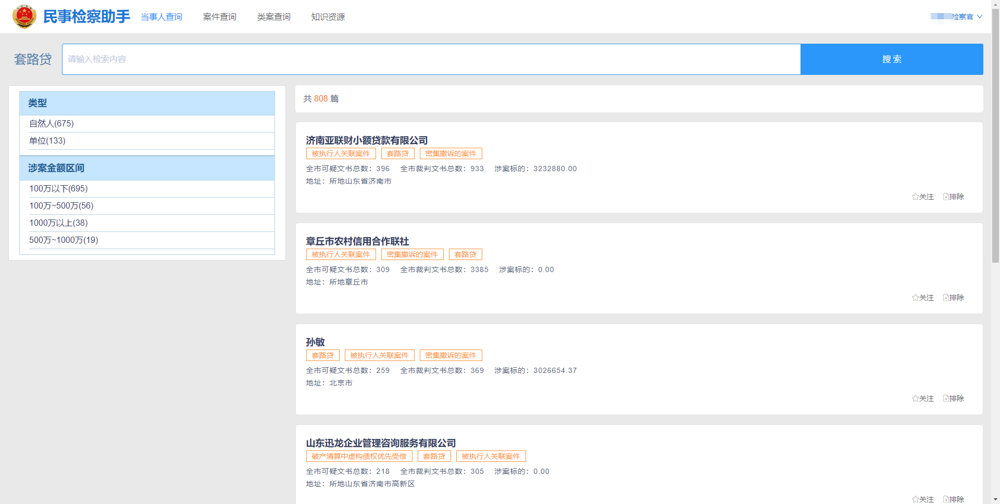 民事检察助手 当事人查询 案件查询 类案查询 知识资源 检察官
套路贷 请输入检索内容 搜索
类型
自然人(675)
单位(133)
涉案金额区间
100万以下(695)
100万~500万(56)
1000万以上(38)
500万~1000万(19)
共 808 篇
济南亚联财小额贷款有限公司
被执行人关联案件 套路贷 密集撤诉的案件
全市可疑文书总数：396 全市裁判文书总数：933 涉案标的：3232880.00
地址：所地山东省济南市
关注 排除
章丘市农村信用合作联社
被执行人关联案件 密集撤诉的案件 套路贷
全市可疑文书总数：309 全市裁判文书总数：3385 涉案标的：0.00
地址：所地章丘市
关注 排除
孙敏
套路贷 被执行人关联案件 密集撤诉的案件
全市可疑文书总数：259 全市裁判文书总数：369 涉案标的：3026654.37
地址：北京市
关注 排除
山东迅龙企业管理咨询服务有限公司
破产清算中虚构债权优先受偿 套路贷 被执行人关联案件
全市可疑文书总数：218 全市裁判文书总数：305 涉案标的：0.00
地址：所地山东省济南市高新区
关注 排除